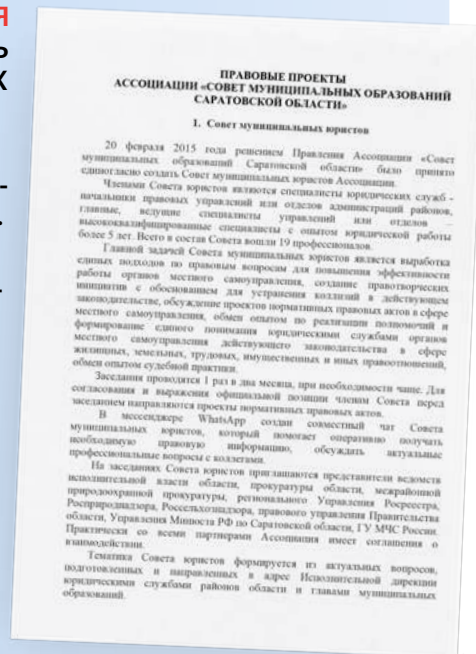 Я
Ь
Х
-
.
.
ПРАВОВЫЕ ПРОЕКТЫ
АССОЦИАЦИИ «СОВЕТ МУНИЦИПАЛЬНЫХ ОБРАЗОВАНИЙ
САРАТОВСКОЙ ОБЛАСТИ»
1. Совет муниципальных юристов
20 февраля 2015 года решением Правления Ассоциации «Совет
муниципальных образований Саратовской области» было принято
единогласно создать Совет муниципальных юристов Ассоциации.
Членами Совета юристов являются специалисты юридических служб -
начальники правовых управлений или отделов администраций районов,
главные, ведущие специалисты управлений или отделов –
высококвалифицированные специалисты с опытом юридической работы
более 5 лет. Всего в состав Совета вошли 19 профессионалов.
Главной задачей Совета муниципальных юристов является выработка
единых подходов по правовым вопросам для повышения эффективности
работы органов местного самоуправления, создание правотворческих
инициатив с обоснованием для устранения коллизий в действующем
законодательстве, обсуждение проектов нормативных правовых актов в сфере
местного самоуправления, обмен опытом по реализации полномочий и
формирование единого понимания юридическими службами органов
местного самоуправления действующего законодательства в сфере
жилищных, земельных, трудовых, имущественных и иных правоотношений,
обмен опытом судебной практики.
Заседания проводятся 1 раз в два месяца, при необходимости чаще. Для
согласования и выражения официальной позиции членам Совета перед
заседанием направляются проекты нормативных правовых актов.
В мессенджере WhatsApp создан совместный чат Совета
муниципальных юристов, который помогает оперативно получать
необходимую правовую информацию, обсуждать актуальные
профессиональные вопросы с коллегами.
На заседаниях Совета юристов приглашаются представители ведомств
исполнительной власти области, прокуратуры области, межрайонной
природоохранной прокуратуры, регионального Управления Росреестра,
Росприроднадзора, Россельхознадзора, правового управления Правительства
области, Управления Минюста РФ по Саратовской области, ГУ МЧС России.
Практически со всеми партнерами Ассоциация имеет соглашения о
взаимодействии.
Тематика Совета юристов формируется из актуальных вопросов,
подготовленных и направленных в адрес Исполнительной дирекции
юридическими службами районов области и главами муниципальных
образований.